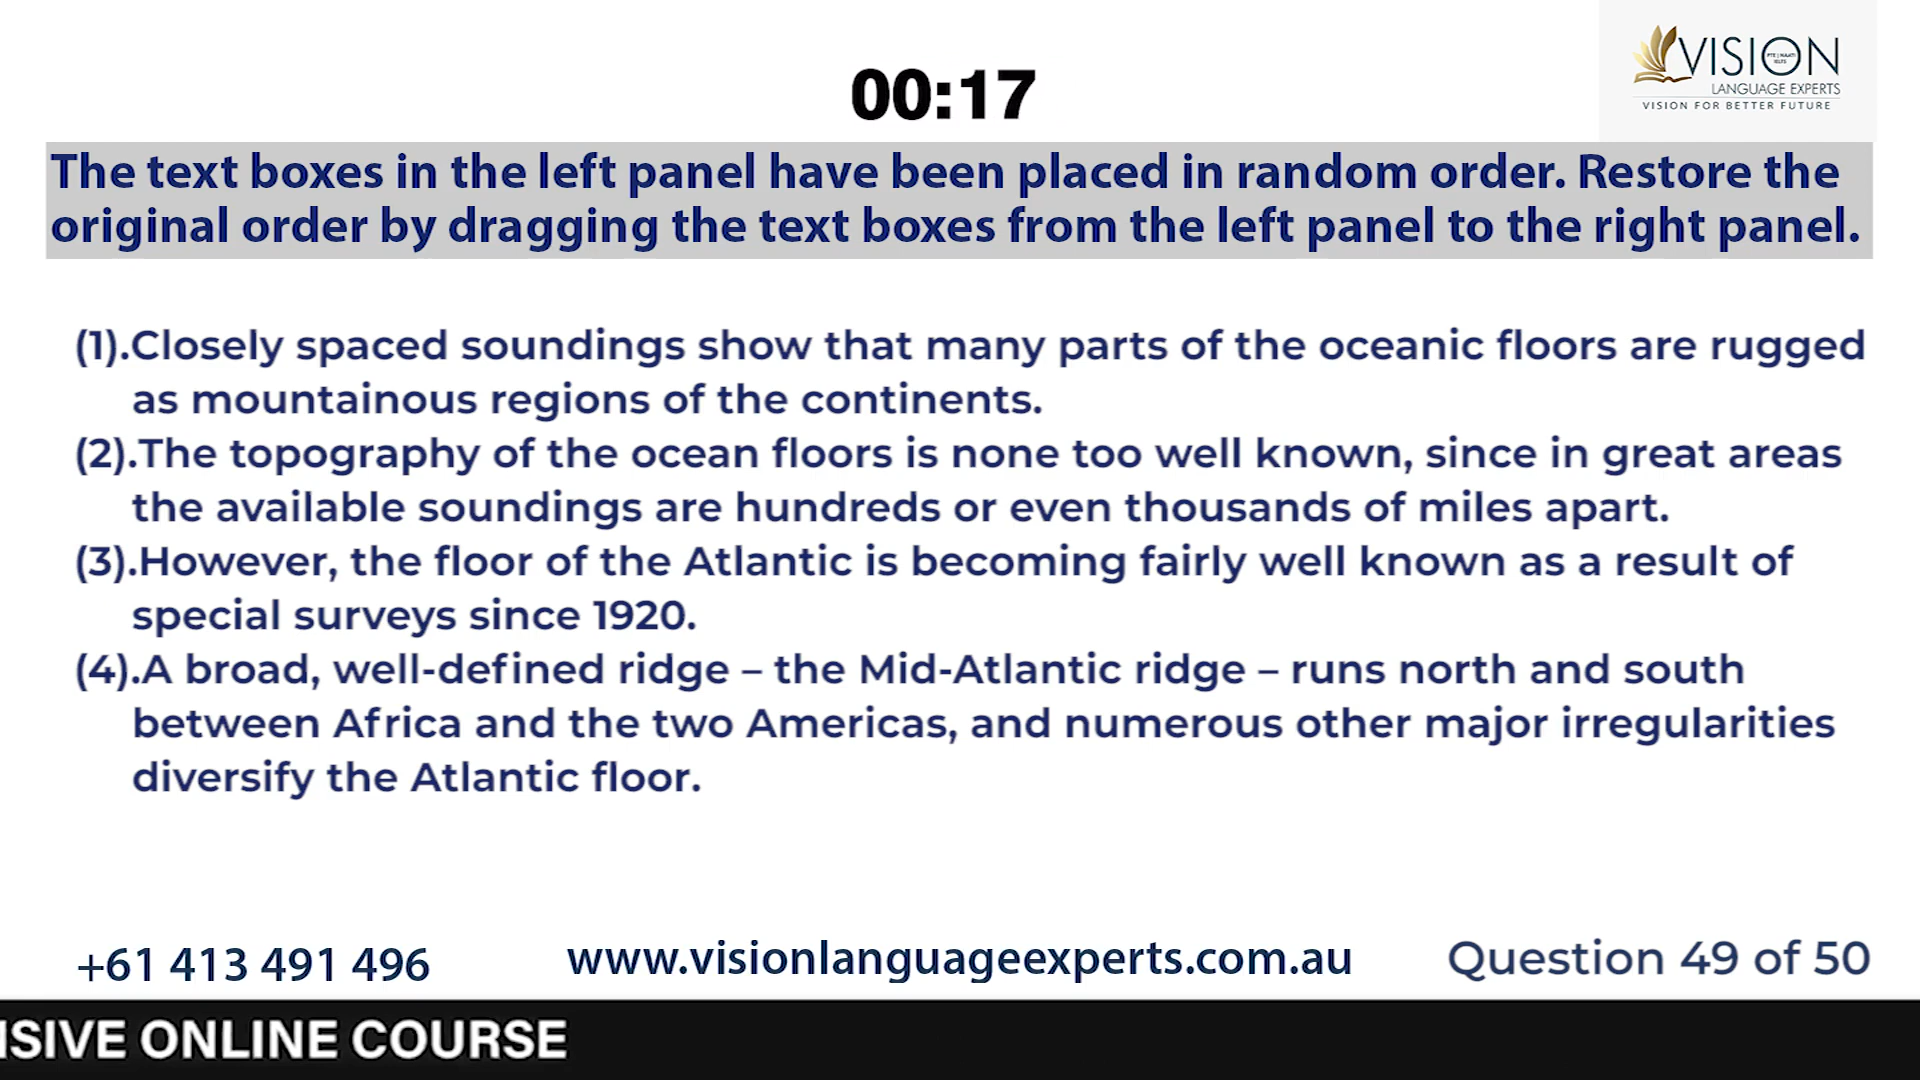 VISION
PTE | NAATI
IELTS
LANGUAGE EXPERTS
VISION FOR BETTER FUTURE
00:17
The text boxes in the left panel have been placed in random order. Restore the
original order by dragging the text boxes from the left panel to the right panel.
(1).Closely spaced soundings show that many parts of the oceanic floors are rugged
as mountainous regions of the continents.
(2).The topography of the ocean floors is none too well known, since in great areas
the available soundings are hundreds or even thousands of miles apart.
(3).However, the floor of the Atlantic is becoming fairly well known as a result of
special surveys since 1920.
(4).A broad, well-defined ridge – the Mid-Atlantic ridge – runs north and south
between Africa and the two Americas, and numerous other major irregularities
diversify the Atlantic floor.
+61 413 491 496 www.visionlanguageexperts.com.au Question 49 of 50
SIVE ONLINE COURSE